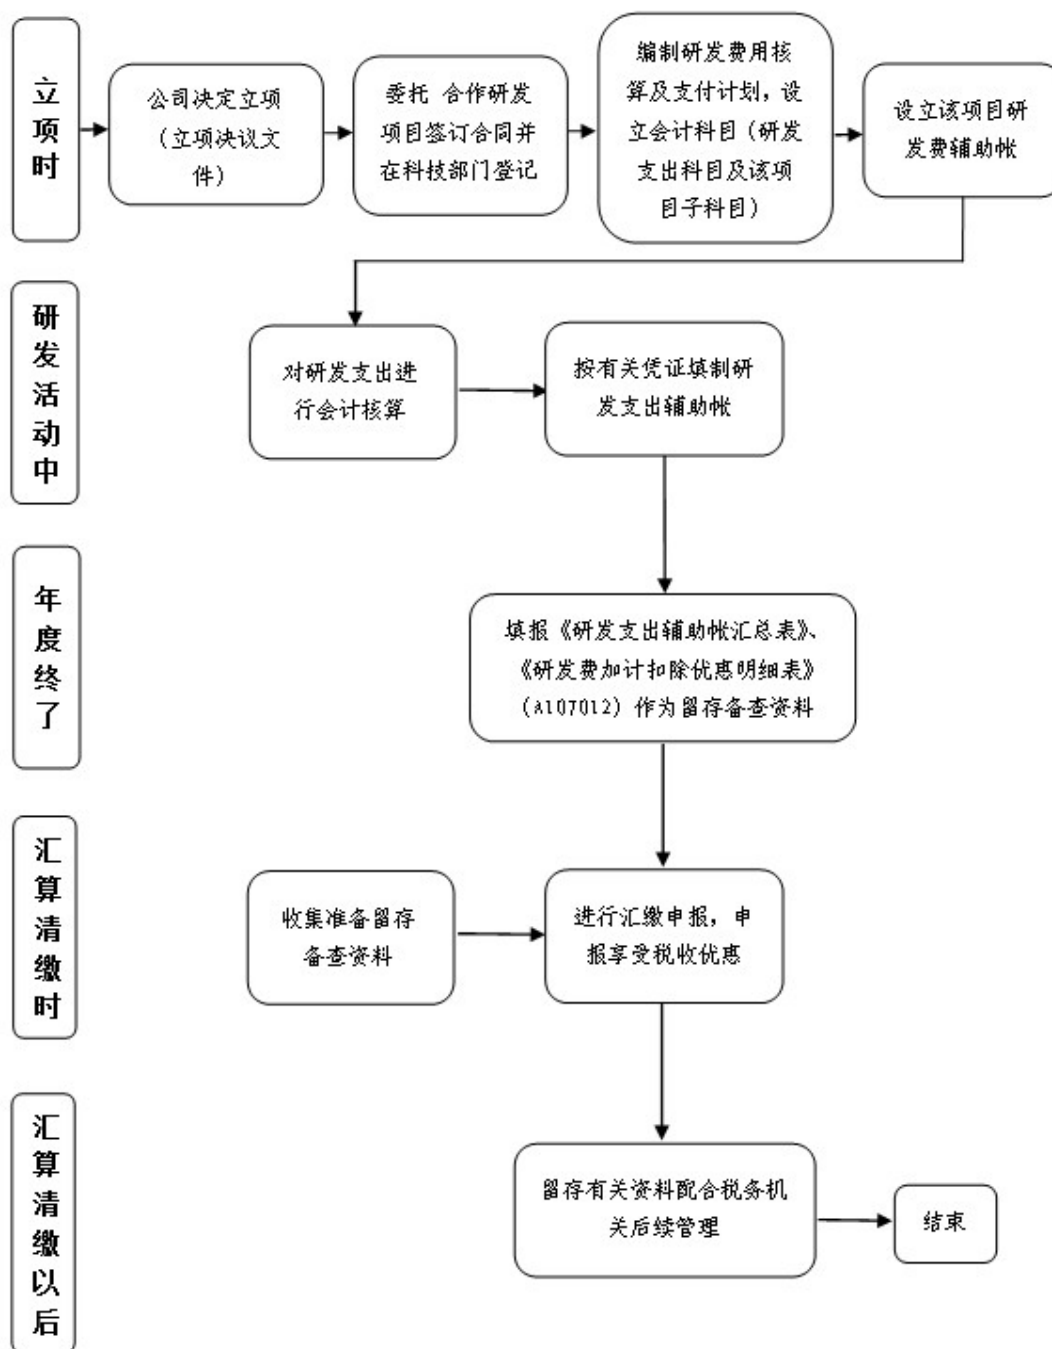 立项时
公司决定立项
（立项决议文
件）
委托 合作研发
项目签订合同并
在科技部门登记
编制研发费用核
算及支付计划，设
立会计科目（研发
支出科目及该项
目子科目）
设立该项目研
发费辅助帐
研发活动中
对研发支出进
行会计核算
按有关凭证填制研
发支出辅助帐
年度终了
填报《研发支出辅助帐汇总表》、
《研发费加计扣除优惠明细表》
（A107012）作为留存备查资料
汇算清缴时
收集准备留存
备查资料
进行汇缴申报，申
报享受税收优惠
汇算清缴以后
留存有关资料配合税务机
关后续管理
结束